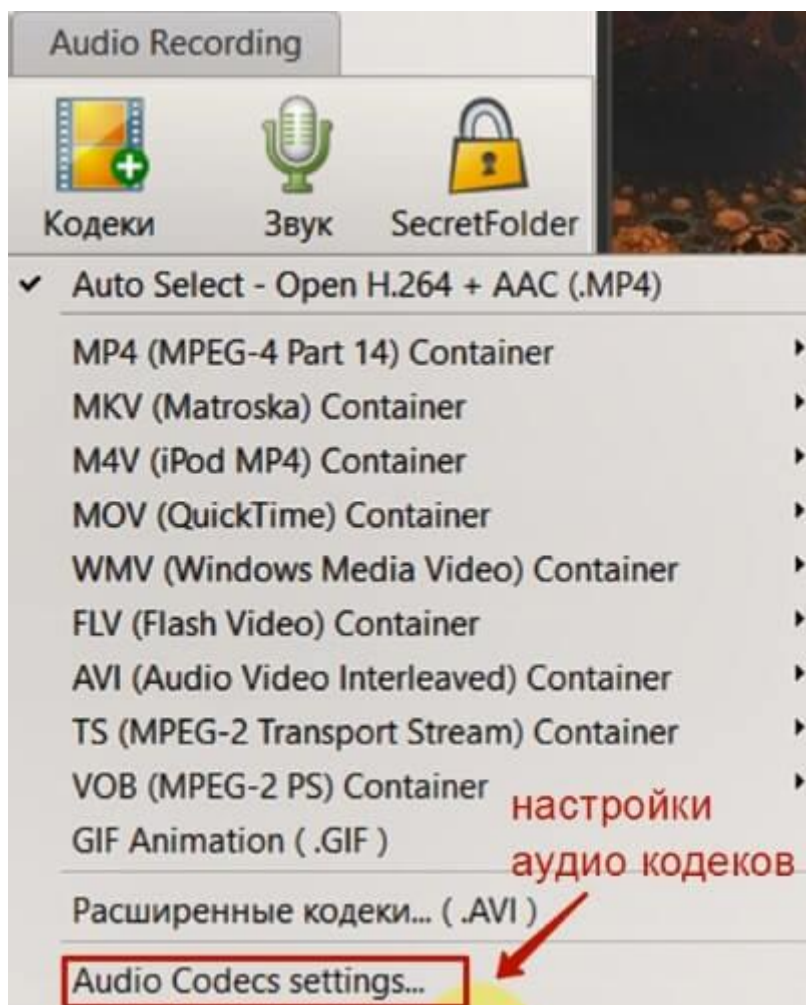 Audio Recording
Кодеки Звук SecretFolder
Auto Select - Open H.264 + AAC (.MP4)
MP4 (MPEG-4 Part 14) Container
MKV (Matroska) Container
M4V (iPod MP4) Container
MOV (QuickTime) Container
WMV (Windows Media Video) Container
FLV (Flash Video) Container
AVI (Audio Video Interleaved) Container
TS (MPEG-2 Transport Stream) Container
VOB (MPEG-2 PS) Container
GIF Animation ( .GIF )
настройки
аудио кодеков
Расширенные кодеки... ( .AVI )
Audio Codecs settings...